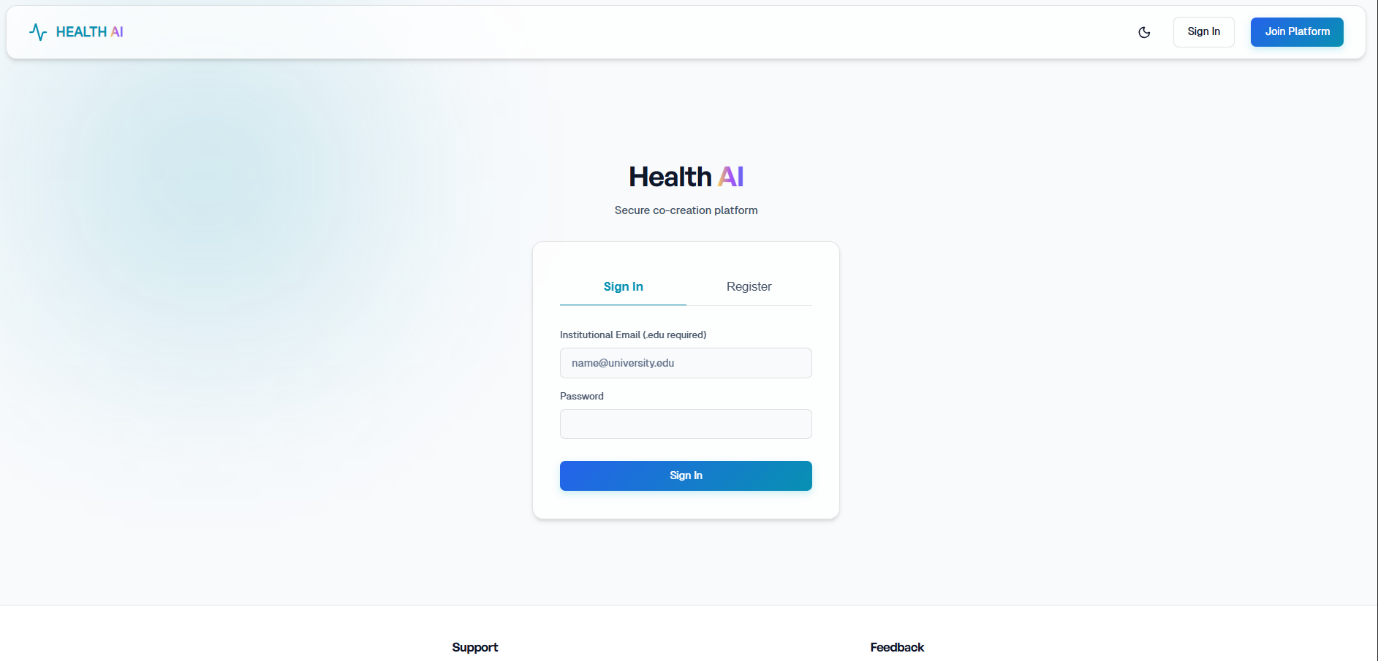 HEALTH AI
Sign In
Join Platform
Health AI
Secure co-creation platform
Sign In
Register
Institutional Email (.edu required)
name@university.edu
Password
Sign In
Support
Feedback